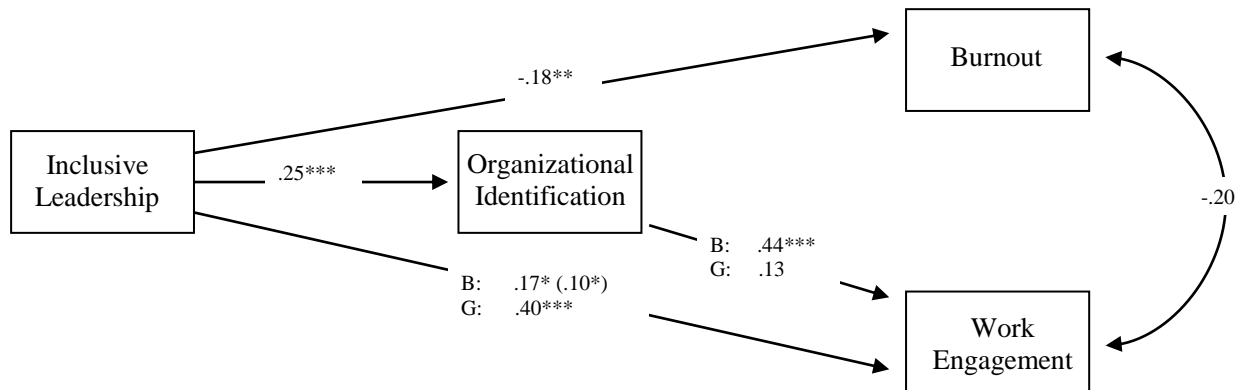 Burnout
-.18**
Inclusive
Leadership
.25***
Organizational
Identification
-.20
B: .44***
G: .13
B: .17* (.10*)
G: .40***
Work
Engagement